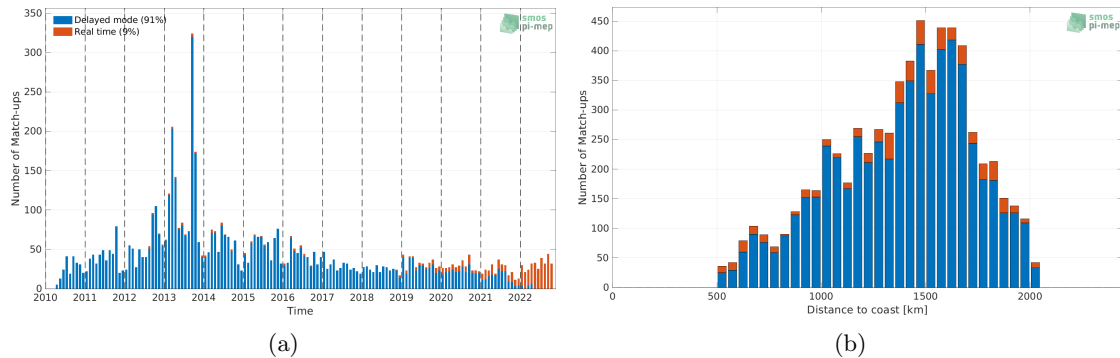 350
300
250
200
150
100
50
0
Number of Match-ups
Delayed mode (91%)
Real time (9%)
smos
pi-mep
2010 2011 2012 2013 2014 2015 2016 2017 2018 2019 2020 2021 2022
Time
(a)
450
400
350
300
250
200
150
100
50
0
Number of Match-ups
smos
pi-mep
0 500 1000 1500 2000
Distance to coast [km]
(b)